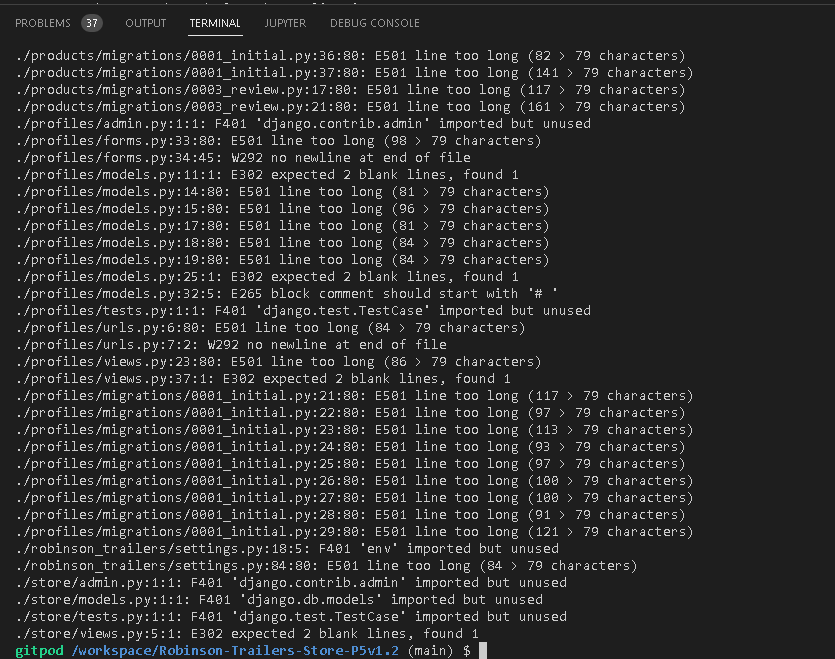 PROBLEMS 37 OUTPUT TERMINAL JUPYTER DEBUG CONSOLE
./products/migrations/0001_initial.py:36:80: E501 line too long (82 > 79 characters)
./products/migrations/0001_initial.py:37:80: E501 line too long (141 > 79 characters)
./products/migrations/0003_review.py:17:80: E501 line too long (117 > 79 characters)
./products/migrations/0003_review.py:21:80: E501 line too long (161 > 79 characters)
./profiles/admin.py:1:1: F401 'django.contrib.admin' imported but unused
./profiles/forms.py:33:80: E501 line too long (98 > 79 characters)
./profiles/forms.py:34:45: W292 no newline at end of file
./profiles/models.py:11:1: E302 expected 2 blank lines, found 1
./profiles/models.py:14:80: E501 line too long (81 > 79 characters)
./profiles/models.py:15:80: E501 line too long (96 > 79 characters)
./profiles/models.py:17:80: E501 line too long (81 > 79 characters)
./profiles/models.py:18:80: E501 line too long (84 > 79 characters)
./profiles/models.py:19:80: E501 line too long (84 > 79 characters)
./profiles/models.py:25:1: E302 expected 2 blank lines, found 1
./profiles/models.py:32:5: E265 block comment should start with '# '
./profiles/tests.py:1:1: F401 'django.test.TestCase' imported but unused
./profiles/urls.py:6:80: E501 line too long (84 > 79 characters)
./profiles/urls.py:7:2: W292 no newline at end of file
./profiles/views.py:23:80: E501 line too long (86 > 79 characters)
./profiles/views.py:37:1: E302 expected 2 blank lines, found 1
./profiles/migrations/0001_initial.py:21:80: E501 line too long (117 > 79 characters)
./profiles/migrations/0001_initial.py:22:80: E501 line too long (97 > 79 characters)
./profiles/migrations/0001_initial.py:23:80: E501 line too long (113 > 79 characters)
./profiles/migrations/0001_initial.py:24:80: E501 line too long (93 > 79 characters)
./profiles/migrations/0001_initial.py:25:80: E501 line too long (97 > 79 characters)
./profiles/migrations/0001_initial.py:26:80: E501 line too long (100 > 79 characters)
./profiles/migrations/0001_initial.py:27:80: E501 line too long (100 > 79 characters)
./profiles/migrations/0001_initial.py:28:80: E501 line too long (91 > 79 characters)
./profiles/migrations/0001_initial.py:29:80: E501 line too long (121 > 79 characters)
./robinson_trailers/settings.py:18:5: F401 'env' imported but unused
./robinson_trailers/settings.py:84:80: E501 line too long (84 > 79 characters)
./store/admin.py:1:1: F401 'django.contrib.admin' imported but unused
./store/models.py:1:1: F401 'django.db.models' imported but unused
./store/tests.py:1:1: F401 'django.test.TestCase' imported but unused
./store/views.py:5:1: E302 expected 2 blank lines, found 1
gitpod /workspace/Robinson-Trailers-Store-P5v1.2 (main) $